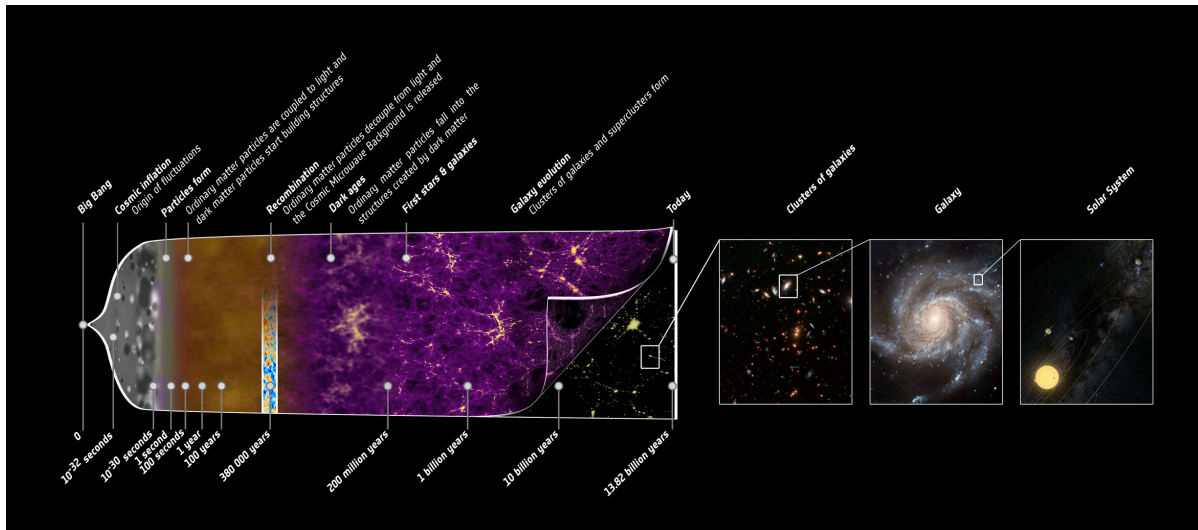 Big Bang
Cosmic Inflation
Origin of fluctuations
Particles form
Ordinary matter particles are coupled to light and
dark matter particles start building structures
Recombination
Ordinary matter particles decouple from light and
the Cosmic Microwave Background is released
Dark ages
Ordinary matter particles fall into the
structures created by dark matter
First stars & galaxies
Galaxy evolution
Clusters of galaxies and superclusters form
Today
Clusters of galaxies
Galaxy
Solar System
0
10-32 seconds
10-30 seconds
1 second
100 seconds
1 year
100 years
380 000 years
200 million years
1 billion years
10 billion years
13.82 billion years